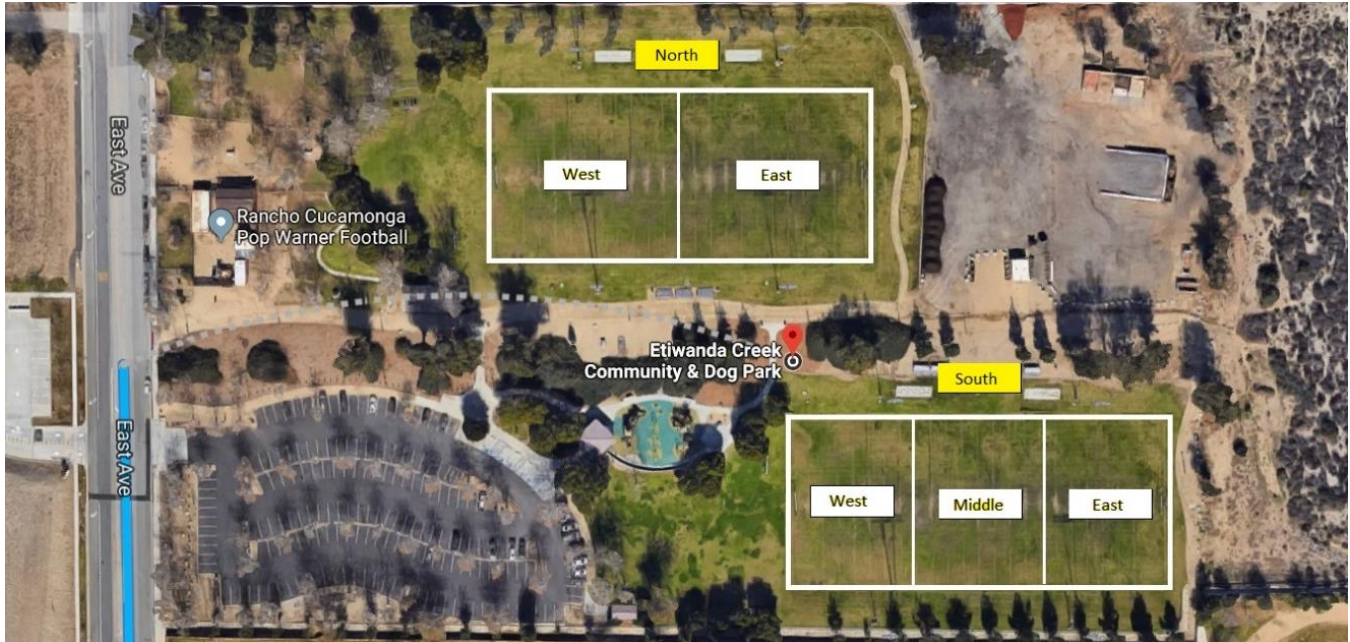 North
West
East
East Ave
Rancho Cucamonga
Pop Warner Football
Etiwanda Creek
Community & Dog Park
South
East Ave
West
Middle
East